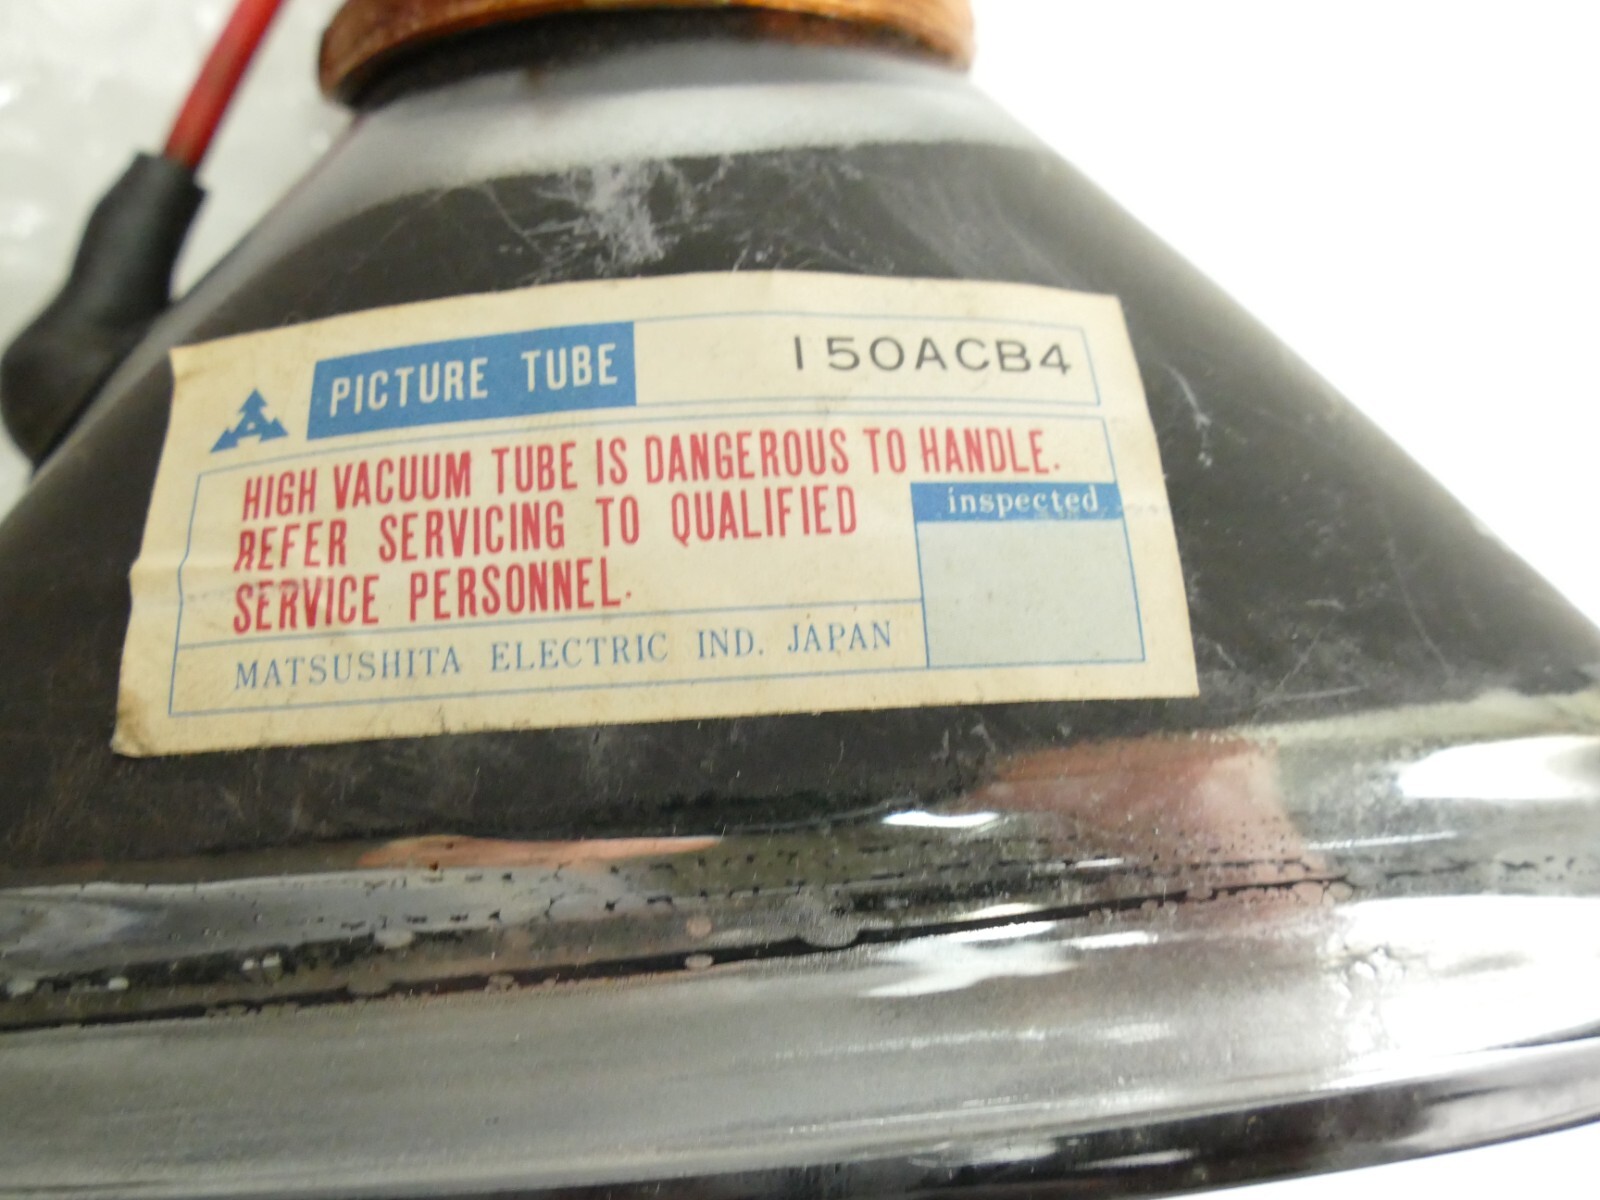 PICTURE TUBE 150ACB4
HIGH VACUUM TUBE IS DANGEROUS TO HANDLE.
REFER SERVICING TO QUALIFIED
SERVICE PERSONNEL.
inspected
MATSUSHITA ELECTRIC IND. JAPAN